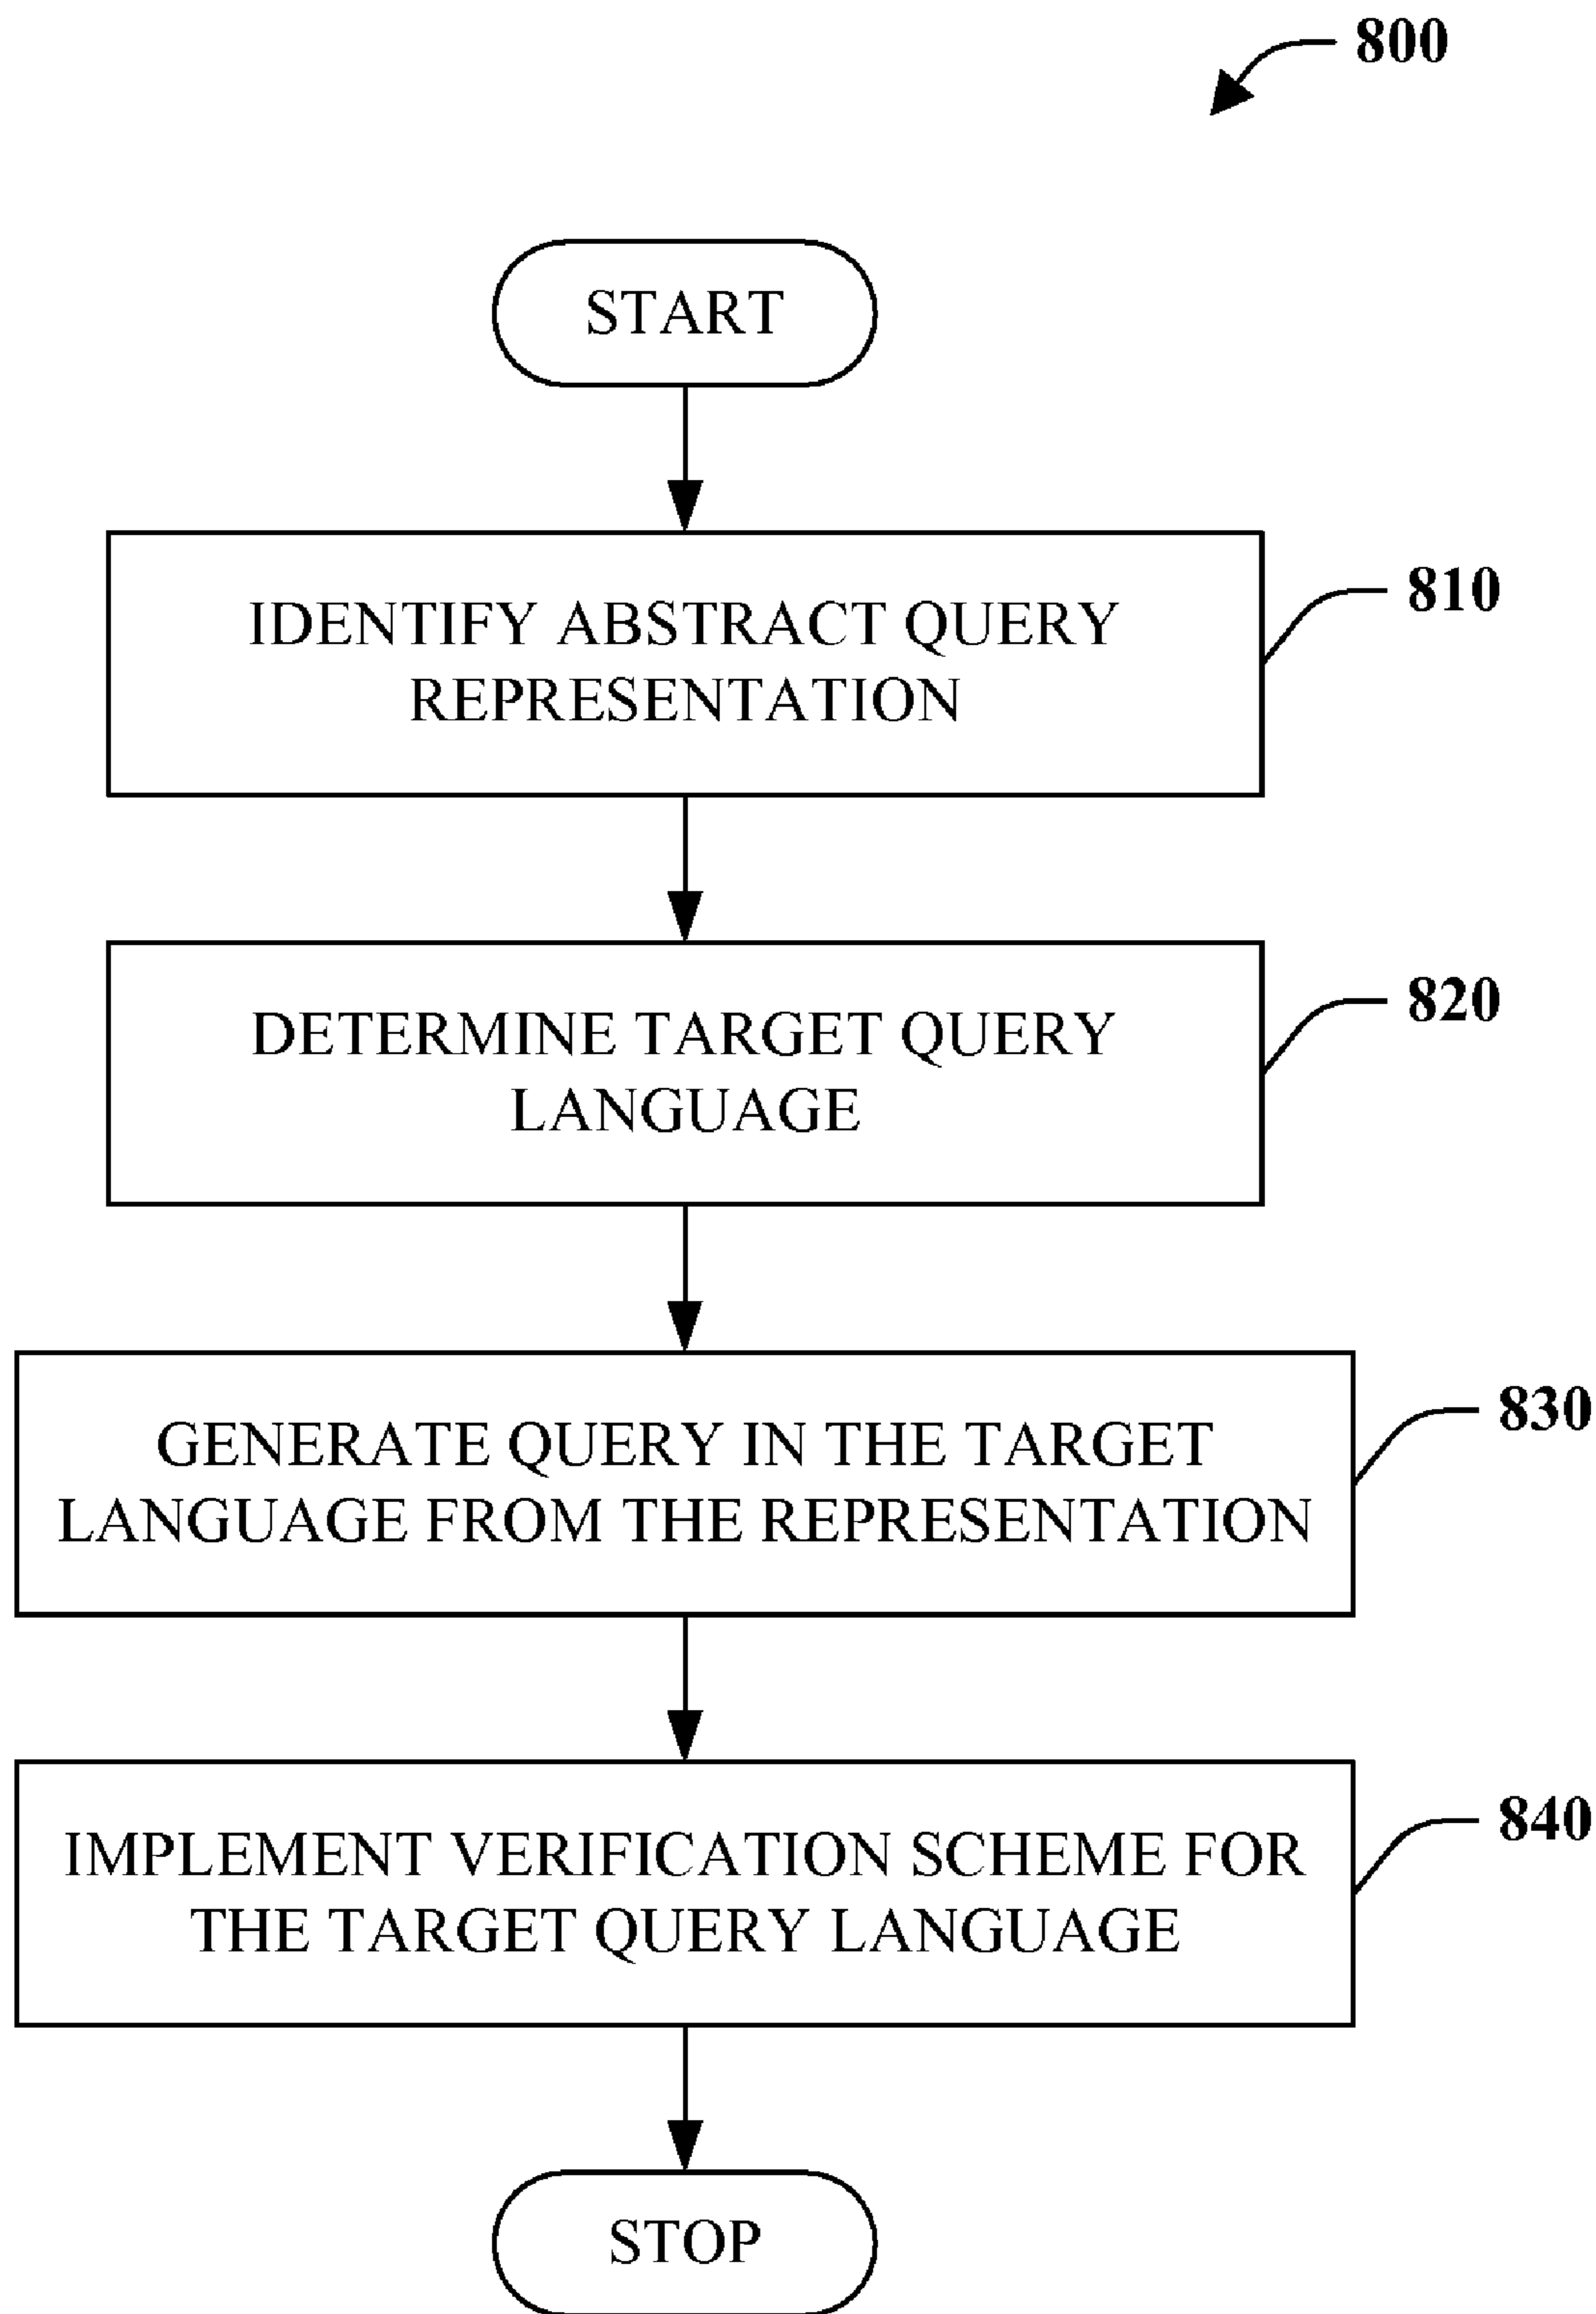 800
START
IDENTIFY ABSTRACT QUERY
REPRESENTATION
810
DETERMINE TARGET QUERY
LANGUAGE
820
GENERATE QUERY IN THE TARGET
LANGUAGE FROM THE REPRESENTATION
830
IMPLEMENT VERIFICATION SCHEME FOR
THE TARGET QUERY LANGUAGE
840
STOP